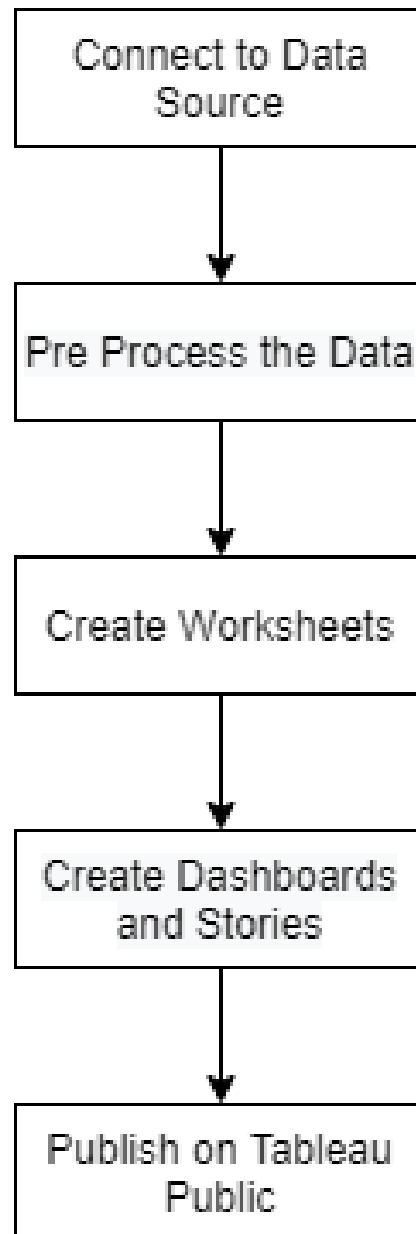 Connect to Data
Source
Pre Process the Data
Create Worksheets
Create Dashboards
and Stories
Publish on Tableau
Public